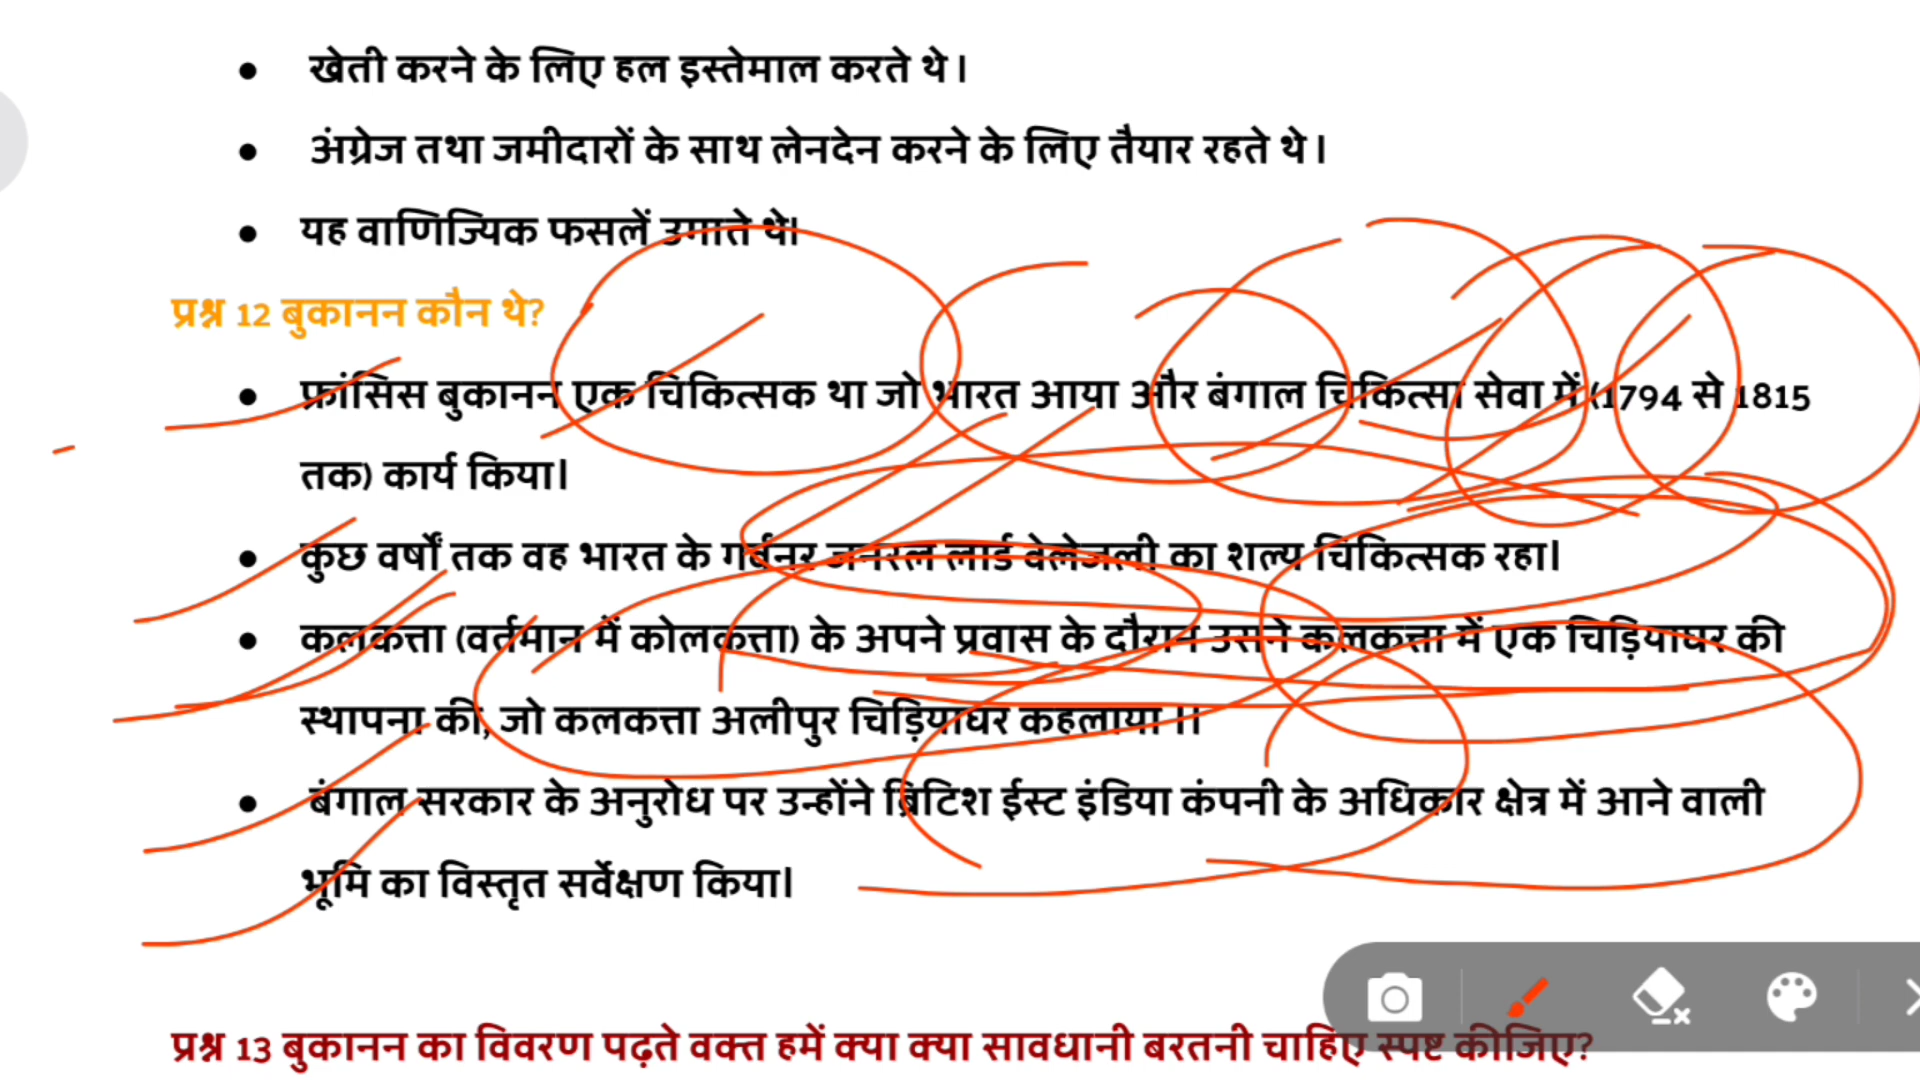 ● खेती करने के लिए हल इस्तेमाल करते थे ।
● अंग्रेज तथा जमीदारों के साथ लेनदेन करने के लिए तैयार रहते थे ।
● यह वाणिज्यिक फसलें उगाते थे।
प्रश्न 12 बुकानन कौन थे?
● फ्रांसिस बुकानन एक चिकित्सक था जो भारत आया और बंगाल चिकित्सा सेवा में (1794 से 1815
तक) कार्य किया।
● कुछ वर्षों तक वह भारत के गर्वनर जनरल लार्ड वेलेजली का शल्य चिकित्सक रहा।
● कलकत्ता (वर्तमान में कोलकत्ता) के अपने प्रवास के दौरान उसने कलकत्ता में एक चिड़ियाघर की
स्थापना की, जो कलकत्ता अलीपुर चिड़ियाघर कहलाया ।।
● बंगाल सरकार के अनुरोध पर उन्होंने ब्रिटिश ईस्ट इंडिया कंपनी के अधिकार क्षेत्र में आने वाली
भूमि का विस्तृत सर्वेक्षण किया।
प्रश्न 13 बुकानन का विवरण पढ़ते वक्त हमें क्या क्या सावधानी बरतनी चाहिए स्पष्ट कीजिए?